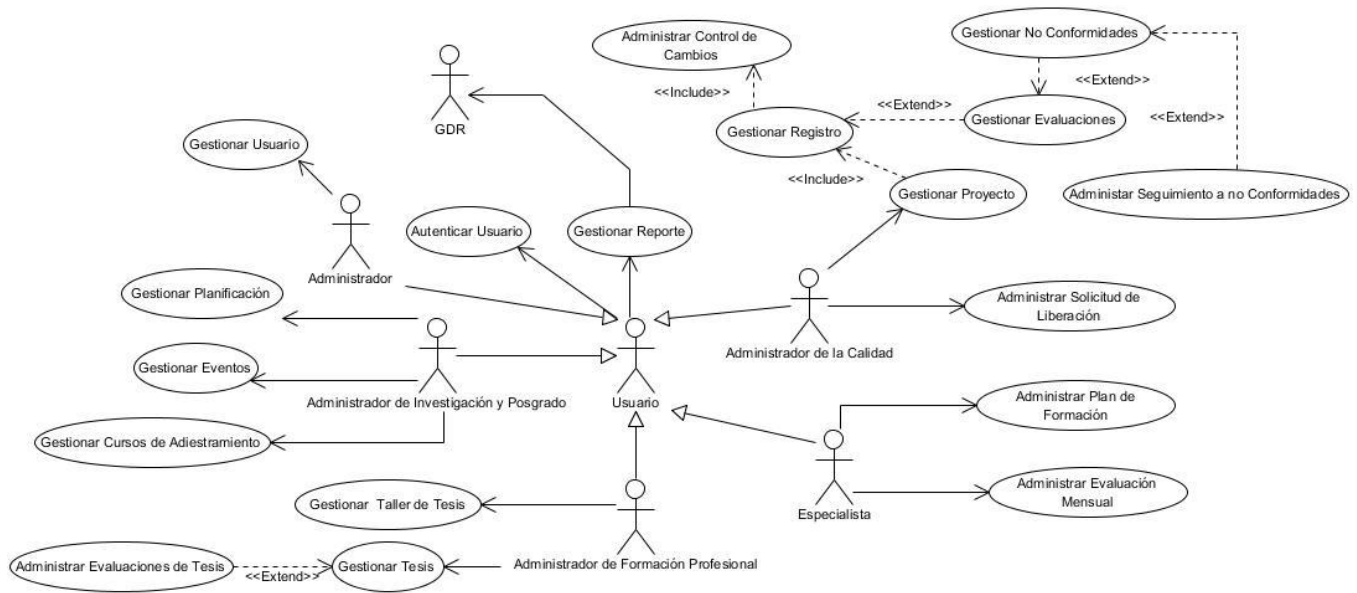 Administrar Control de
Cambios
Gestionar No Conformidades
<<Extend>>
<<Include>>
<<Extend>>
GDR
Gestionar Registro
Gestionar Evaluaciones
<<Extend>>
Gestionar Usuario
<<Include>>
Gestionar Proyecto
Administar Seguimiento a no Conformidades
Autenticar Usuario
Gestionar Reporte
Administrador
Gestionar Planificación
Administrar Solicitud de
Liberación
Administrador de la Calidad
Gestionar Eventos
Administrador de Investigación y Posgrado
Usuario
Administrar Plan de
Formación
Gestionar Cursos de Adiestramiento
Administrar Evaluación
Mensual
Gestionar Taller de Tesis
Especialista
Administrar Evaluaciones de Tesis
<<Extend>>
Gestionar Tesis
Administrador de Formación Profesional